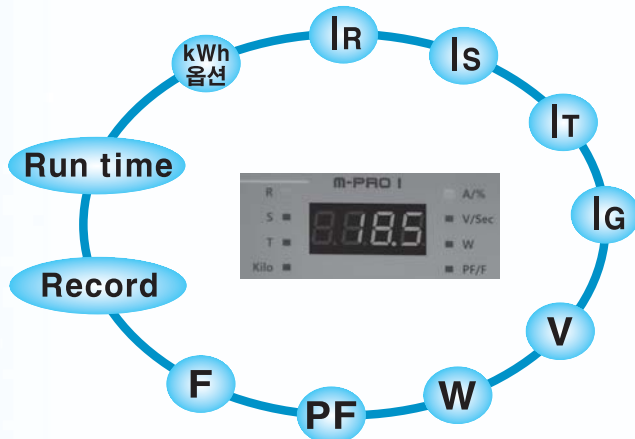 kWh
옵션
IR
IS
IT
IG
V
W
PF
F
Record
Run time
m-PRO I
R
S
T
Kilo
18.5
A/%
V/Sec
W
PF/F